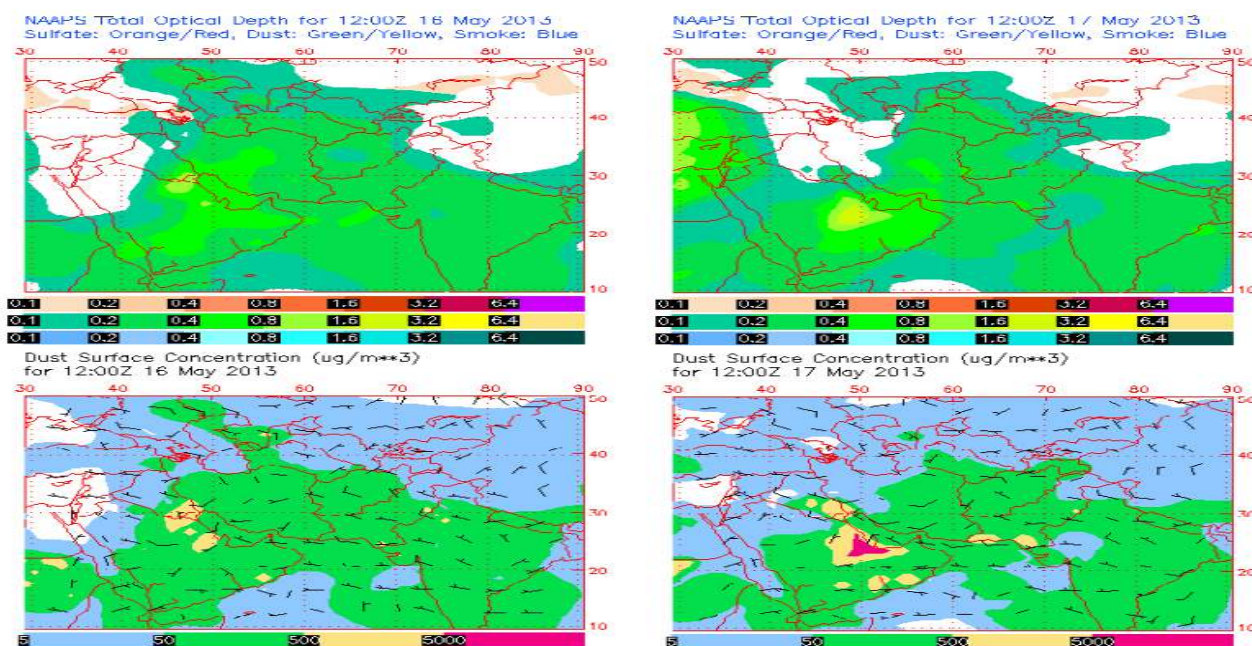 NAAPS Total Optical Depth for 12:00Z 16 May 2013
Sulfate: Orange/Red, Dust: Green/Yellow, Smoke: Blue
30 40 50 60 70 80 90
50
40
30
20
10
0.1 0.2 0.4 0.8 1.6 3.2 6.4
0.1 0.2 0.4 0.8 1.6 3.2 6.4
0.1 0.2 0.4 0.8 1.6 3.2 6.4
Dust Surface Concentration (ug/m**3)
for 12:00Z 16 May 2013
30 40 50 60 70 80 90
50
40
30
20
10
5 50 500 5000
NAAPS Total Optical Depth for 12:00Z 17 May 2013
Sulfate: Orange/Red, Dust: Green/Yellow, Smoke: Blue
30 40 50 60 70 80 90
50
40
30
20
10
0.1 0.2 0.4 0.8 1.6 3.2 6.4
0.1 0.2 0.4 0.8 1.6 3.2 6.4
0.1 0.2 0.4 0.8 1.6 3.2 6.4
Dust Surface Concentration (ug/m**3)
for 12:00Z 17 May 2013
30 40 50 60 70 80 90
50
40
30
20
10
5 50 500 5000